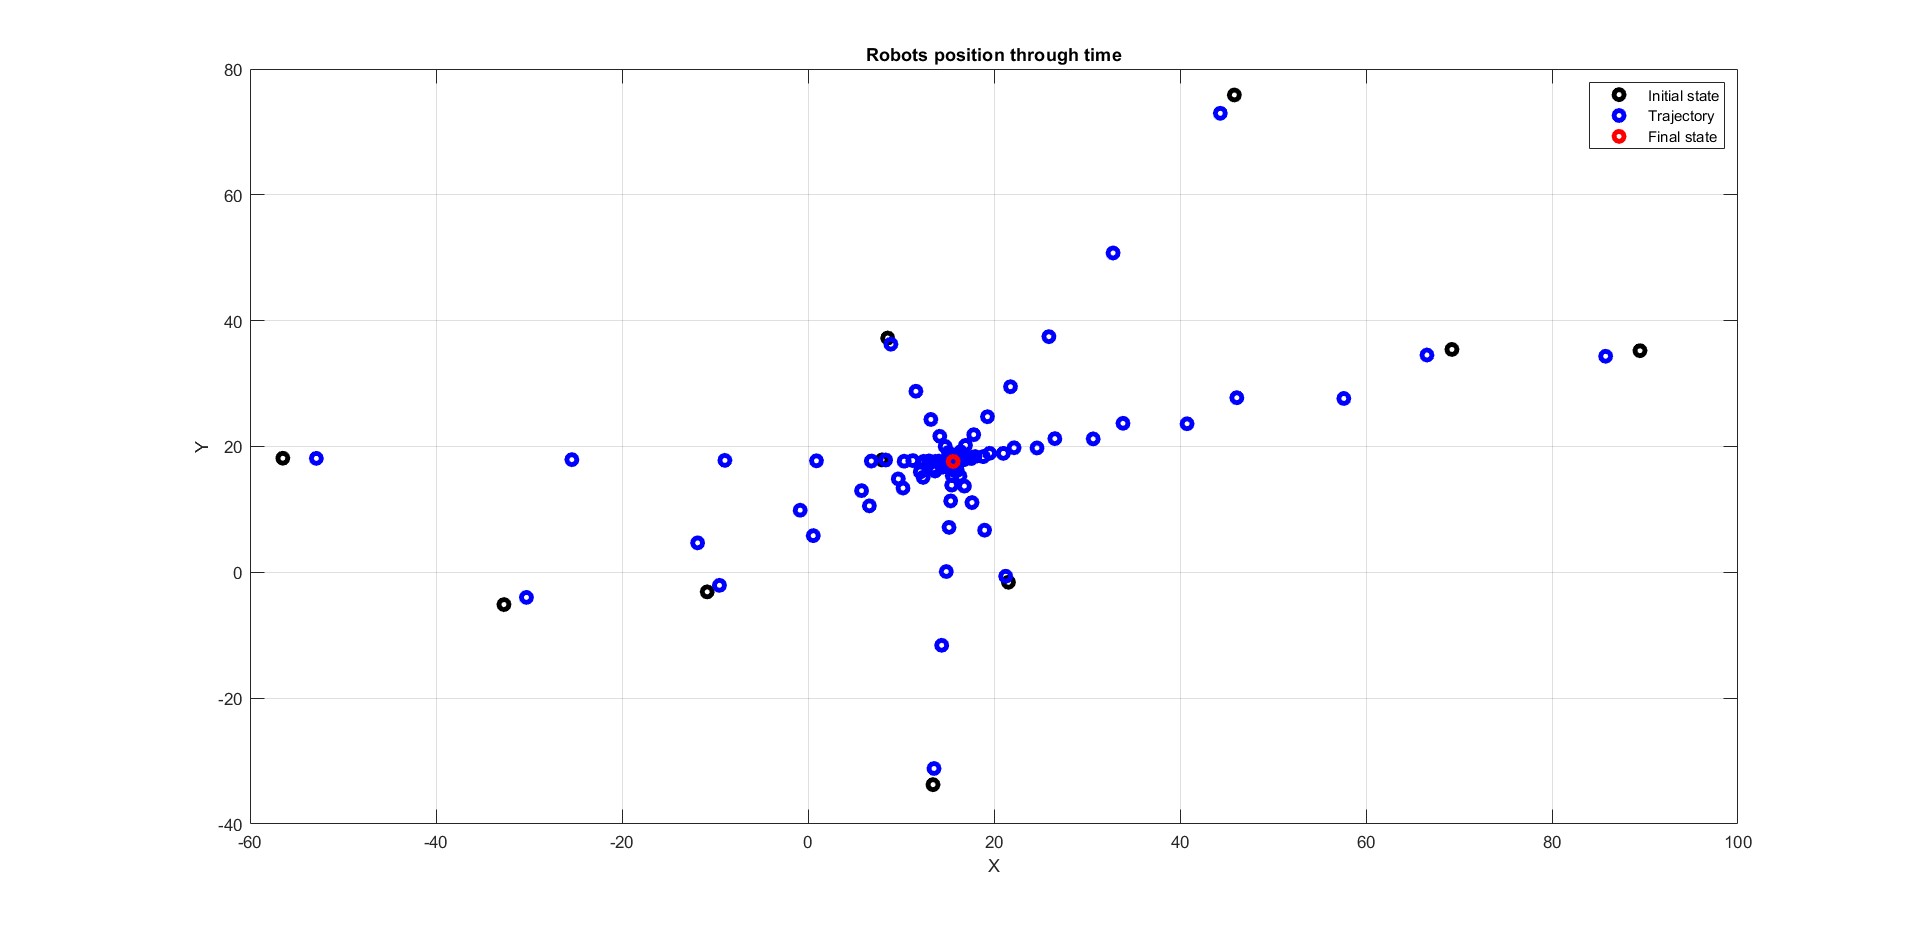 Robots position through time
80
Initial state
Trajectory
Final state
60
40
20
Y
0
-20
-40
-60 -40 -20 0 20 40 60 80 100
X